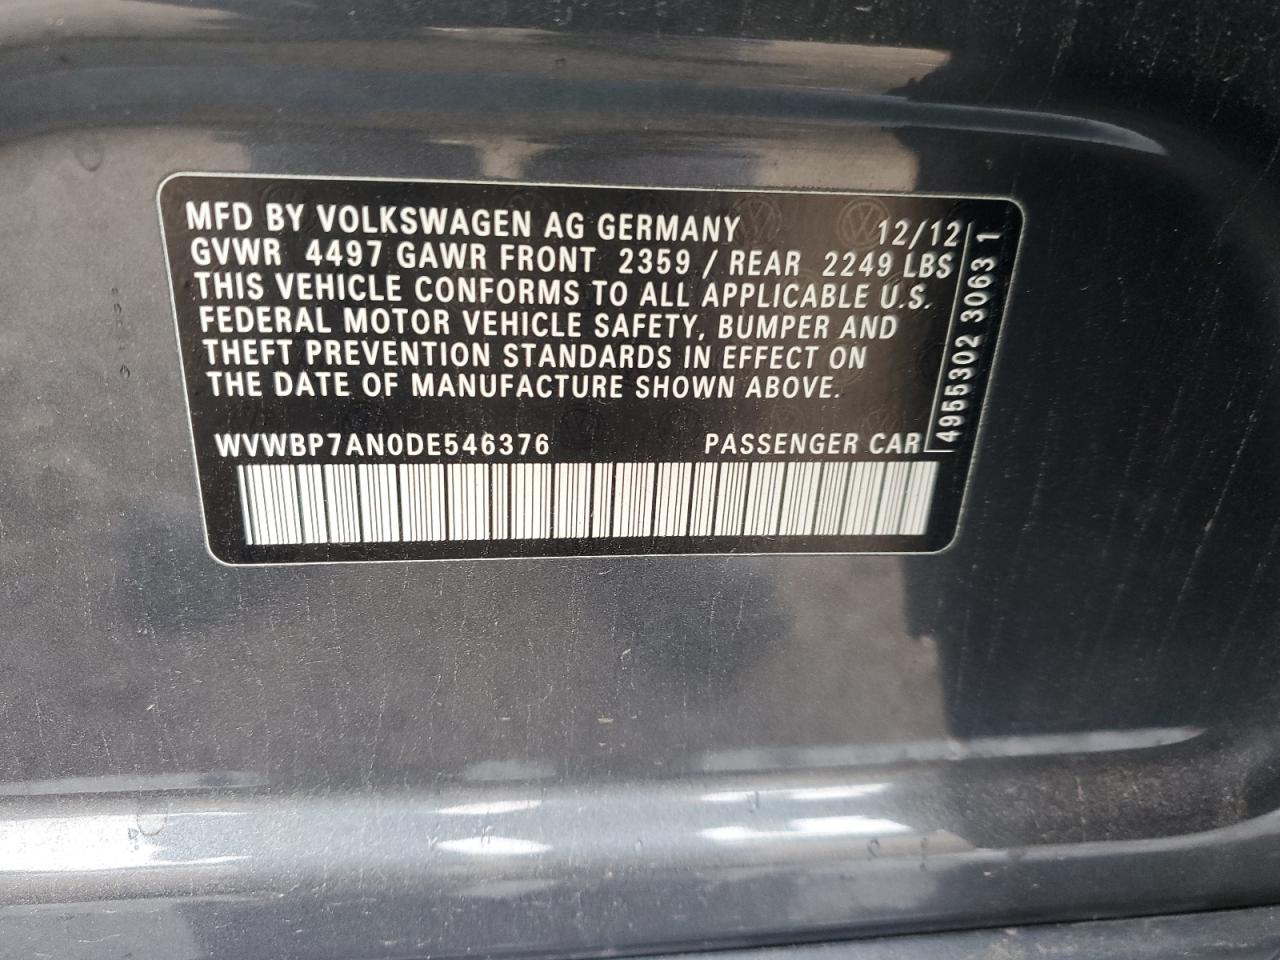 MFD BY VOLKSWAGEN AG GERMANY 12/12
GVWR 4497 GAWR FRONT 2359 / REAR 2249 LBS
THIS VEHICLE CONFORMS TO ALL APPLICABLE U.S.
FEDERAL MOTOR VEHICLE SAFETY, BUMPER AND
THEFT PREVENTION STANDARDS IN EFFECT ON
THE DATE OF MANUFACTURE SHOWN ABOVE.
WVWBP7AN0DE546376 PASSENGER CAR
4955302 3063 1